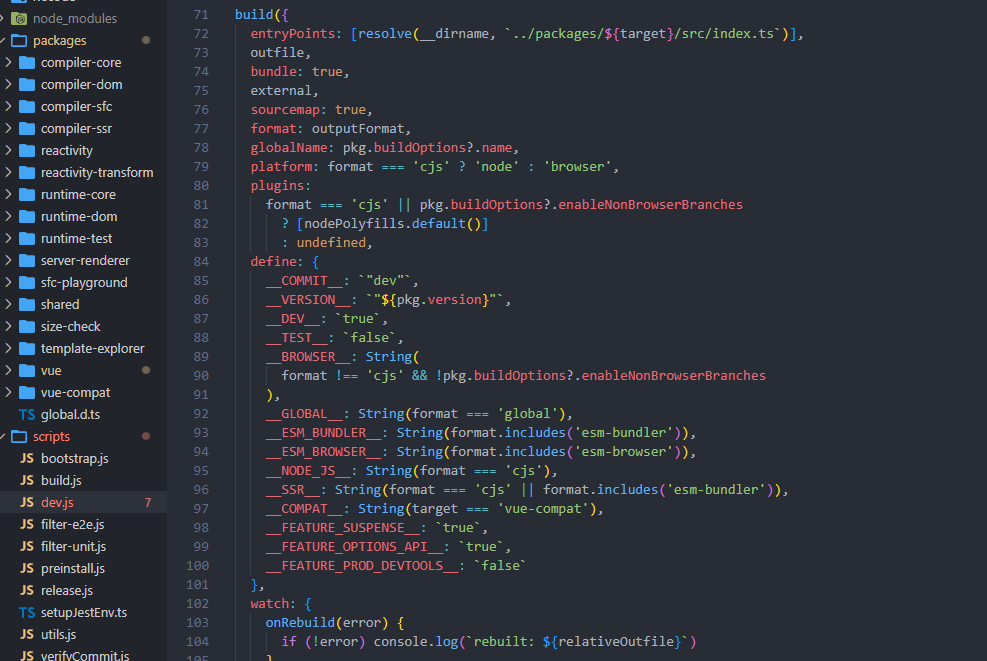 node_modules
packages
compiler-core
compiler-dom
compiler-sfc
compiler-ssr
reactivity
reactivity-transform
runtime-core
runtime-dom
runtime-test
server-renderer
sfc-playground
shared
size-check
template-explorer
vue
vue-compat
TS global.d.ts
scripts
JS bootstrap.js
JS build.js
JS dev.js 7
JS filter-e2e.js
JS filter-unit.js
JS preinstall.js
JS release.js
TS setupJestEnv.ts
JS utils.js
JS verifyCommit.js
71 build({
72 entryPoints: [resolve(__dirname, `../packages/${target}/src/index.ts`)],
73 outfile,
74 bundle: true,
75 external,
76 sourcemap: true,
77 format: outputFormat,
78 globalName: pkg.buildOptions?.name,
79 platform: format === 'cjs' ? 'node' : 'browser',
80 plugins:
81 format === 'cjs' || pkg.buildOptions?.enableNonBrowserBranches
82 ? [nodePolyfills.default()]
83 : undefined,
84 define: {
85 __COMMIT__: `"dev"`,
86 __VERSION__: `"${pkg.version}"`,
87 __DEV__: `true`,
88 __TEST__: `false`,
89 __BROWSER__: String(
90 format !== 'cjs' && !pkg.buildOptions?.enableNonBrowserBranches
91 ),
92 __GLOBAL__: String(format === 'global'),
93 __ESM_BUNDLER__: String(format.includes('esm-bundler')),
94 __ESM_BROWSER__: String(format.includes('esm-browser')),
95 __NODE_JS__: String(format === 'cjs'),
96 __SSR__: String(format === 'cjs' || format.includes('esm-bundler')),
97 __COMPAT__: String(target === 'vue-compat'),
98 __FEATURE_SUSPENSE__: `true`,
99 __FEATURE_OPTIONS_API__: `true`,
100 __FEATURE_PROD_DEVTOOLS__: `false`
101 },
102 watch: {
103 onRebuild(error) {
104 if (!error) console.log(`rebuilt: ${relativeOutfile}`)
105 }